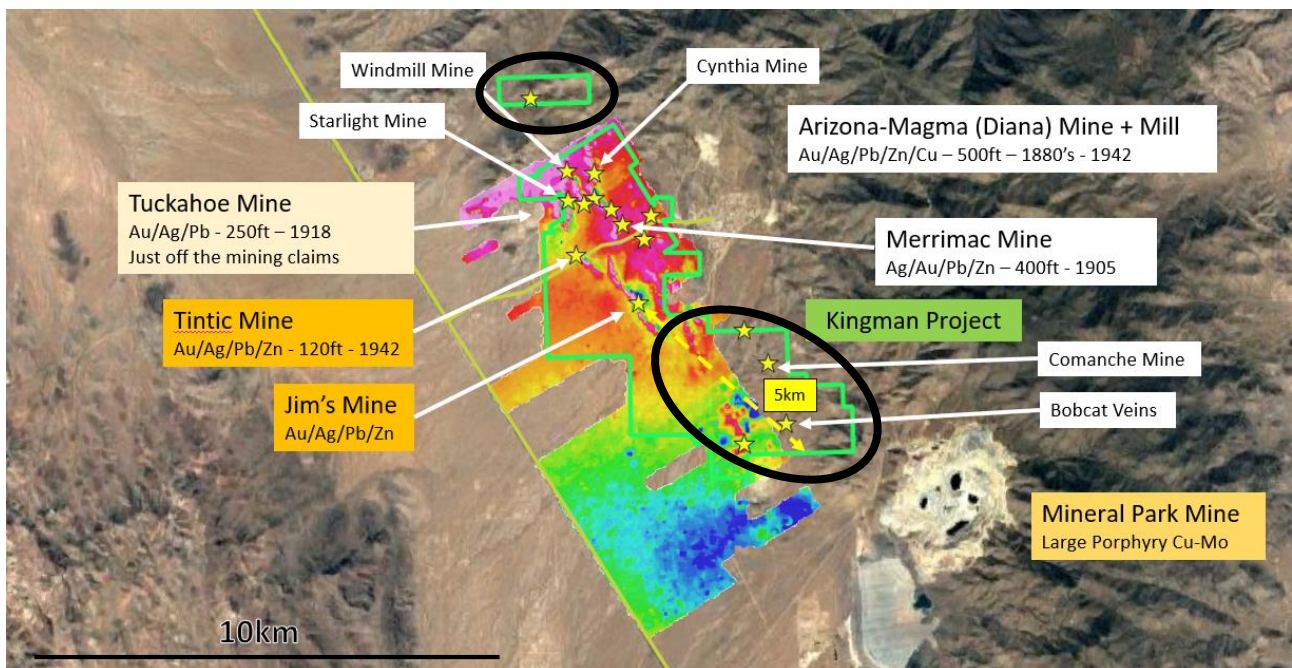 Windmill Mine
Cynthia Mine
Starlight Mine
Arizona-Magma (Diana) Mine + Mill
Au/Ag/Pb/Zn/Cu – 500ft – 1880's - 1942
Tuckahoe Mine
Au/Ag/Pb - 250ft – 1918
Just off the mining claims
Merrimac Mine
Ag/Au/Pb/Zn – 400ft - 1905
Tintic Mine
Au/Ag/Pb/Zn - 120ft - 1942
Kingman Project
Comanche Mine
5km
Jim's Mine
Au/Ag/Pb/Zn
Bobcat Veins
Mineral Park Mine
Large Porphyry Cu-Mo
10km